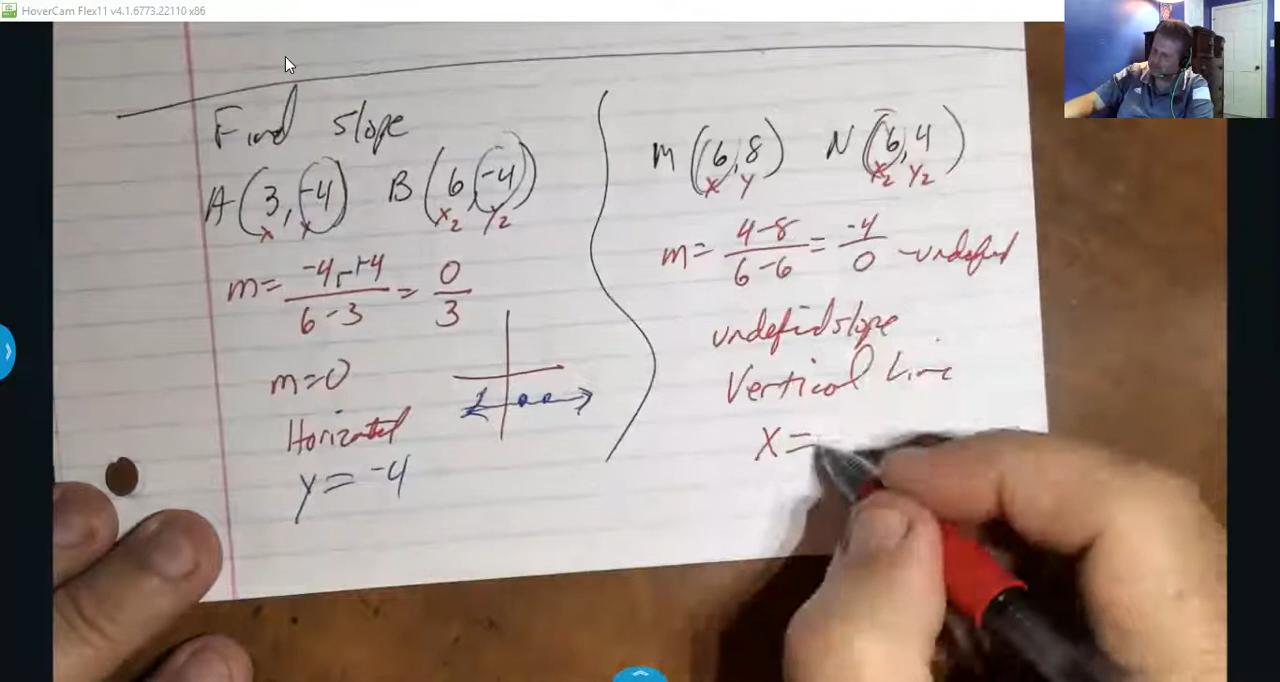 HoverCam Flex11 v4.1.6773.22110 x86
Find slope
A(3,-4) B(6,-4)
x x₂ y₂
m= -4-+4/6-3 = 0/3
m=0
Horizontal
y=-4
M(6,8) N(6,4)
x y x₂ y₂
m= 4-8/6-6 = -4/0 -undefined
undefined slope
Vertical Line
x=